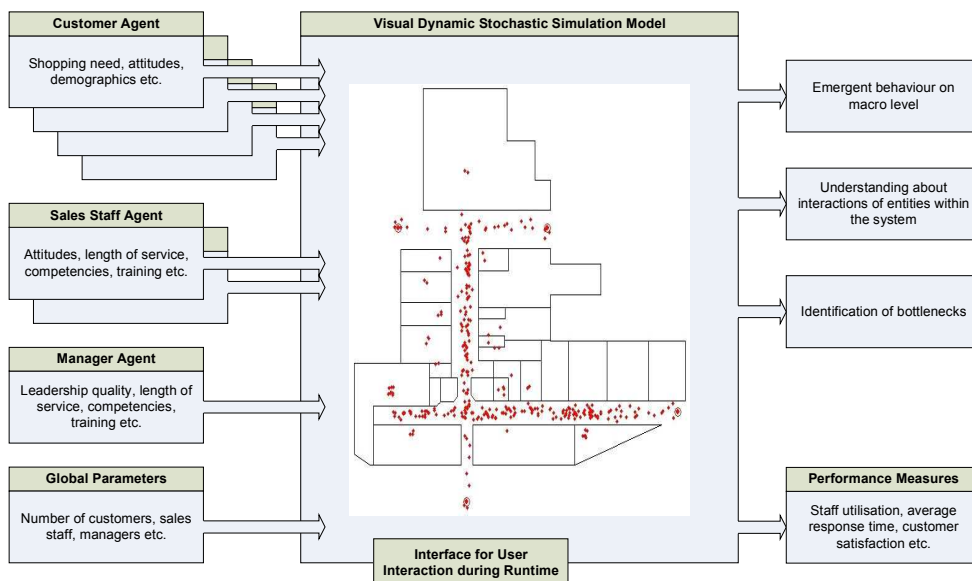 Customer Agent
Shopping need, attitudes,
demographics etc.
Sales Staff Agent
Attitudes, length of service,
competencies, training etc.
Manager Agent
Leadership quality, length of
service, competencies,
training etc.
Global Parameters
Number of customers, sales
staff, managers etc.
Visual Dynamic Stochastic Simulation Model
Interface for User
Interaction during Runtime
Emergent behaviour on
macro level
Understanding about
interactions of entities within
the system
Identification of bottlenecks
Performance Measures
Staff utilisation, average
response time, customer
satisfaction etc.